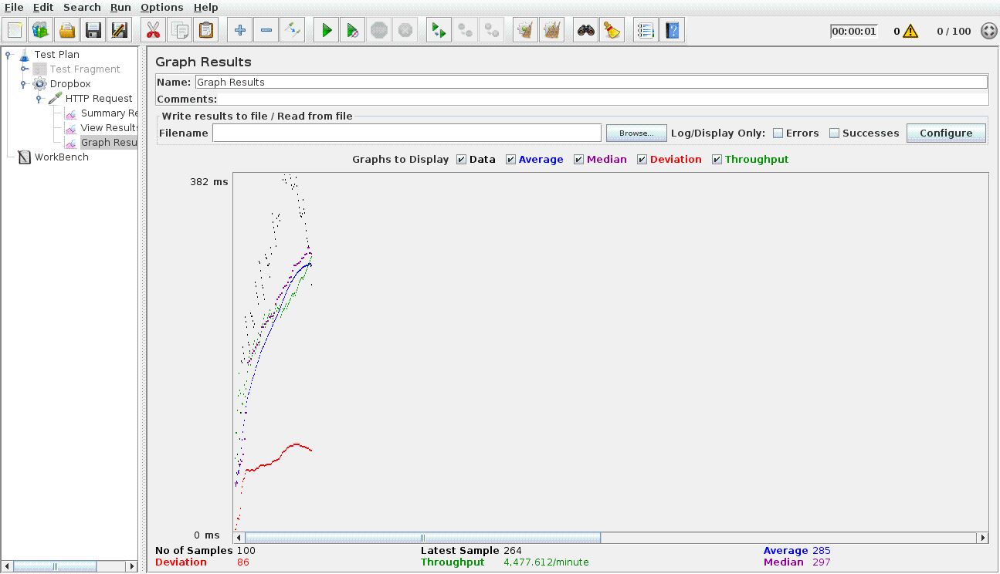 File Edit Search Run Options Help
00:00:01 0 0 / 100
Test Plan
Test Fragment
Dropbox
HTTP Request
Summary Re
View Results
Graph Resu
WorkBench
Graph Results
Name: Graph Results
Comments:
Write results to file / Read from file
Filename Browse... Log/Display Only: Errors Successes Configure
Graphs to Display Data Average Median Deviation Throughput
382 ms
0 ms
No of Samples 100 Latest Sample 264 Average 285
Deviation 86 Throughput 4,477.612/minute Median 297